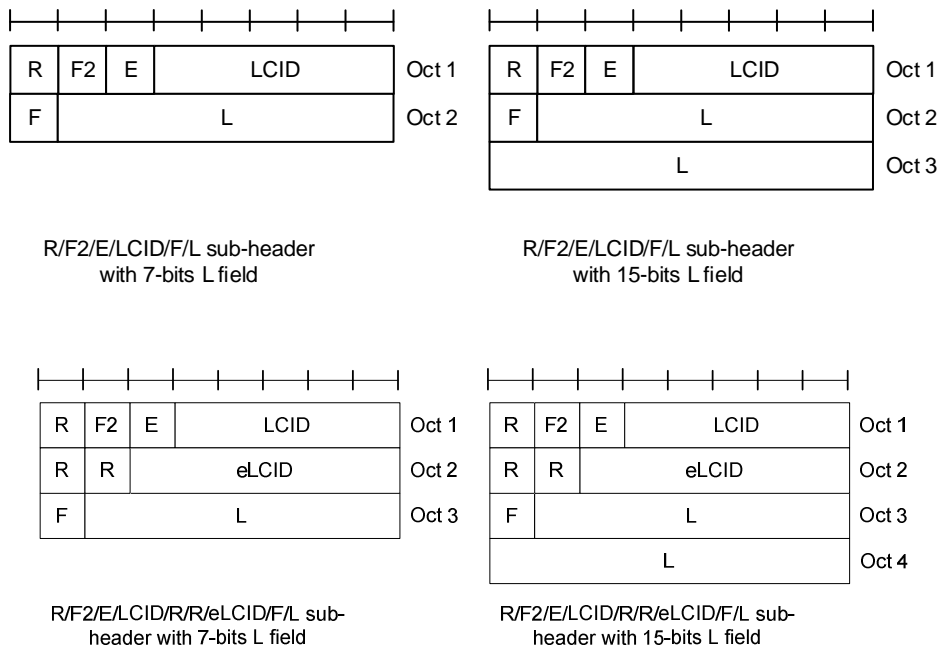 R F2 E LCID Oct 1
F L Oct 2
R/F2/E/LCID/F/L sub-header
with 7-bits L field
R F2 E LCID Oct 1
F L Oct 2
L Oct 3
R/F2/E/LCID/F/L sub-header
with 15-bits L field
R F2 E LCID Oct 1
R R eLCID Oct 2
F L Oct 3
R/F2/E/LCID/R/R/eLCID/F/L sub-
header with 7-bits L field
R F2 E LCID Oct 1
R R eLCID Oct 2
F L Oct 3
L Oct 4
R/F2/E/LCID/R/R/eLCID/F/L sub-
header with 15-bits L field